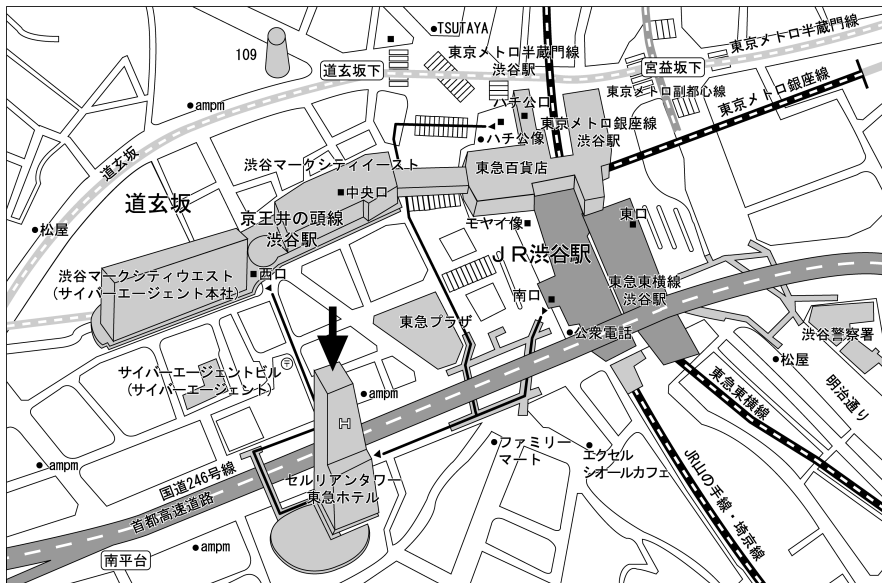 TSUTAYA
109
東京メトロ半蔵門線
渋谷駅
東京メトロ半蔵門線
道玄坂下
宮益坂下
ampm
ハチ公口
東京メトロ副都心線
東京メトロ銀座線
ハチ公像
東京メトロ銀座線
渋谷駅
道玄坂
渋谷マークシティイースト
東急百貨店
中央口
道玄坂
松屋
京王井の頭線
渋谷駅
モヤイ像
東口
JR渋谷駅
渋谷マークシティウエスト
(サイバーエージェント本社)
西口
東急東横線
渋谷駅
南口
東急プラザ
公衆電話
渋谷警察署
松屋
サイバーエージェントビル
(サイバーエージェント)
〒
ampm
東急東横線
明治通り
H
ファミリー
マート
エクセル
シオールカフェ
ampm
国道246号線
セルリアンタワー
東急ホテル
JR山の手線・埼京線
首都高速道路
ampm
南平台